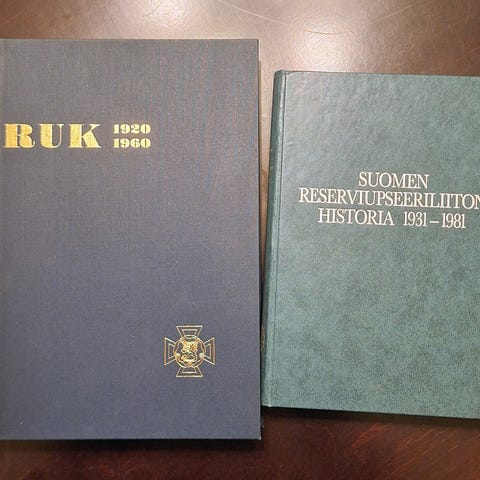 RUK 1920
1960
SUOMEN
RESERVIUPSEERILIITON
HISTORIA 1931–1981